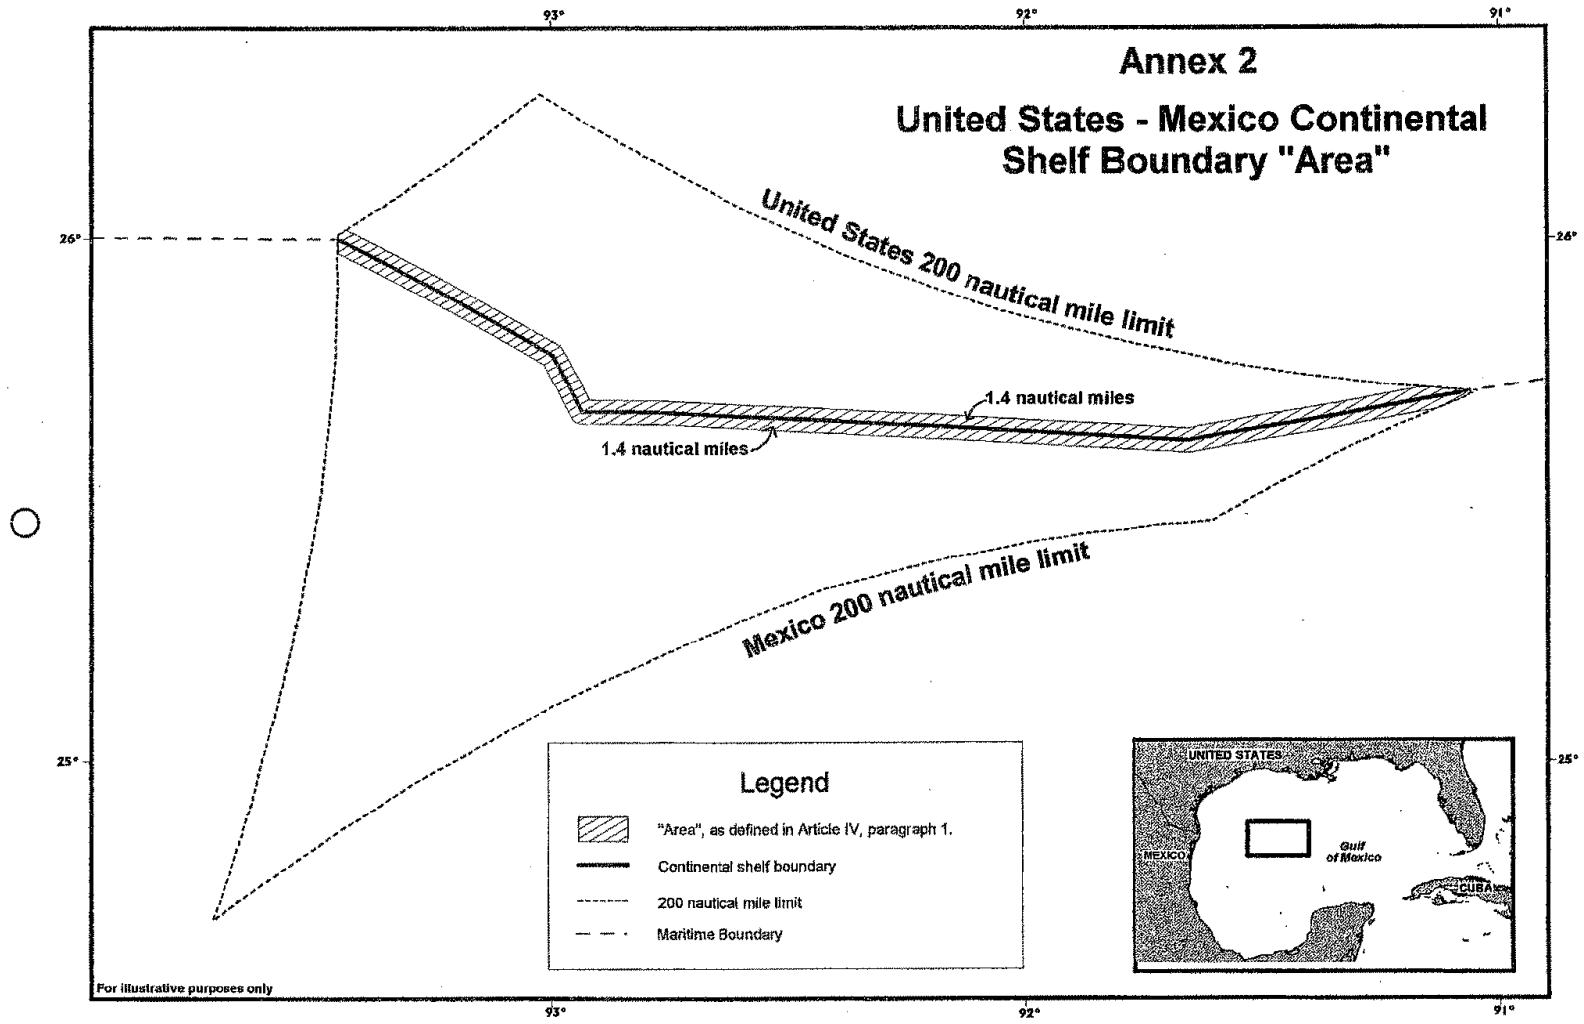 93°
92°
91°
Annex 2
United States - Mexico Continental
Shelf Boundary "Area"
26°
26°
United States 200 nautical mile limit
1.4 nautical miles
1.4 nautical miles
Mexico 200 nautical mile limit
25°
25°
Legend
"Area", as defined in Article IV, paragraph 1.
Continental shelf boundary
200 nautical mile limit
Maritime Boundary
UNITED STATES
MEXICO
Gulf
of Mexico
CUBA
For illustrative purposes only
93°
92°
91°